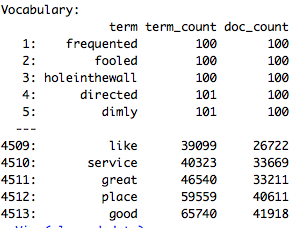 Vocabulary:
term term_count doc_count
1: frequented 100 100
2: fooled 100 100
3: holeinthewall 100 100
4: directed 101 100
5: dimly 101 100
---
4509: like 39099 26722
4510: service 40323 33669
4511: great 46540 33211
4512: place 59559 40611
4513: good 65740 41918